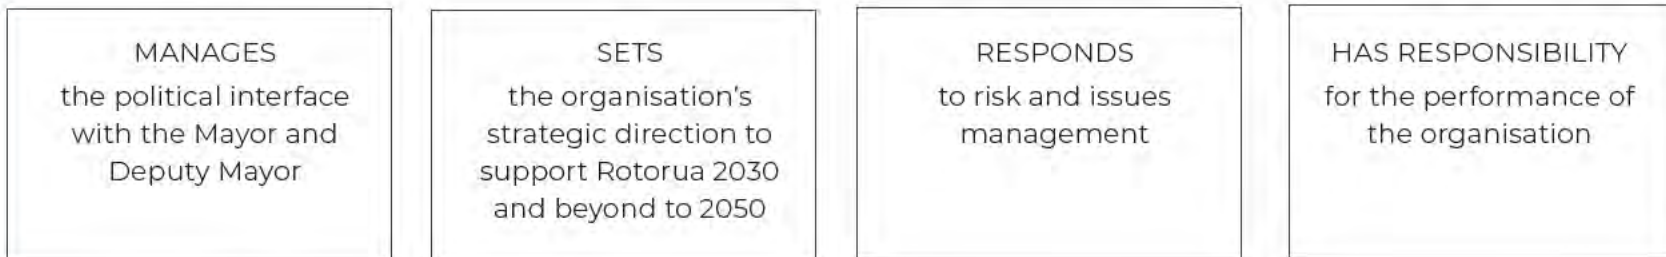 MANAGES
the political interface
with the Mayor and
Deputy Mayor
SETS
the organisation's
strategic direction to
support Rotorua 2030
and beyond to 2050
RESPONDS
to risk and issues
management
HAS RESPONSIBILITY
for the performance of
the organisation